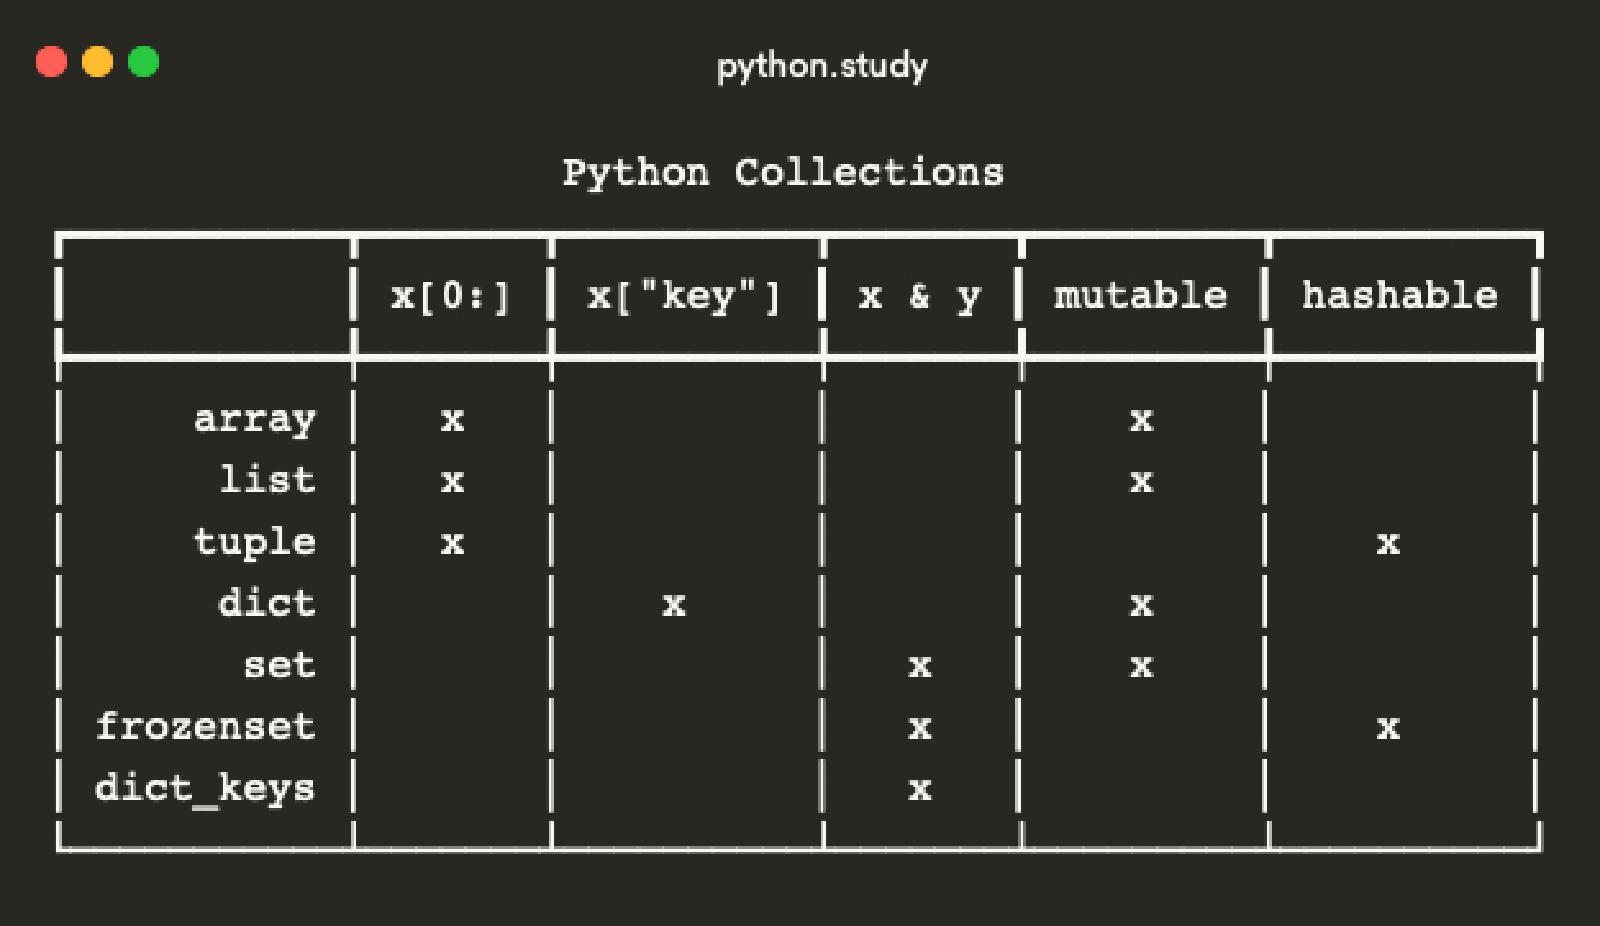 python.study
Python Collections
x[0:] x["key"] x & y mutable hashable
array x x
list x x
tuple x x
dict x x
set x x
frozenset x x
dict_keys x